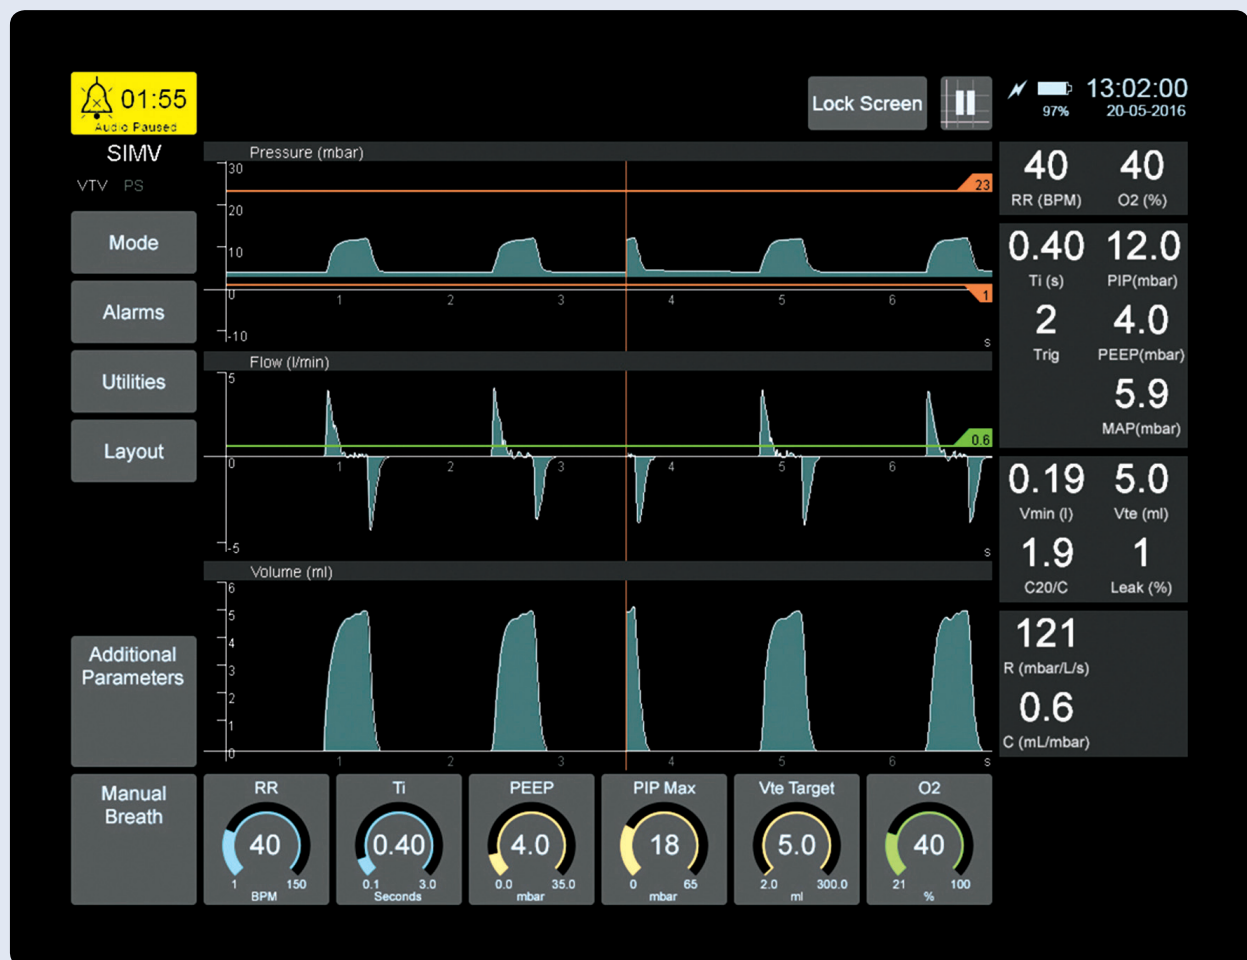 01:55
Audio Paused
Lock Screen
97%
13:02:00
20-05-2016
SIMV
VTV PS
Mode
Alarms
Utilities
Layout
Additional
Parameters
Manual
Breath
Pressure (mbar)
30
20
10
0
-10
23
1
1 2 3 4 5 6
s
Flow (l/min)
5
0
-5
0.6
1 2 3 4 5 6
s
Volume (ml)
6
5
4
3
2
1
0
1 2 3 4 5 6
s
40 40
RR (BPM) O2 (%)
0.40 12.0
Ti (s) PIP(mbar)
2 4.0
Trig PEEP(mbar)
5.9
MAP(mbar)
0.19 5.0
Vmin (l) Vte (ml)
1.9 1
C20/C Leak (%)
121
R (mbar/L/s)
0.6
C (mL/mbar)
RR
40
1 150
BPM
Ti
0.40
0.1 3.0
Seconds
PEEP
4.0
0.0 35.0
mbar
PIP Max
18
0 65
mbar
Vte Target
5.0
2.0 300.0
ml
O2
40
21 100
%